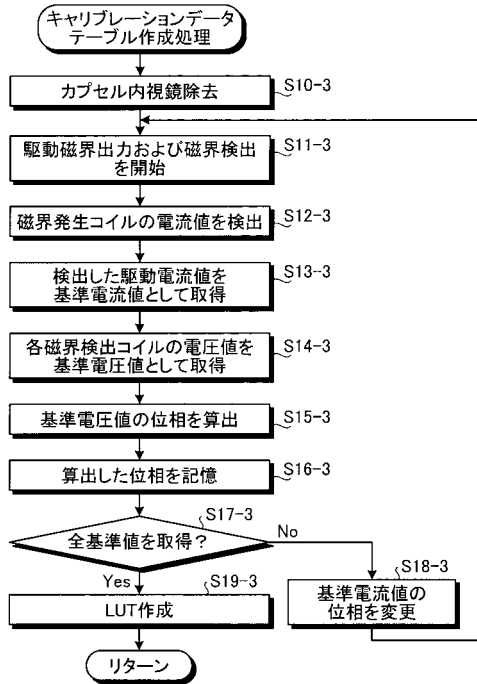 キャリブレーションデータ
テーブル作成処理
カプセル内視鏡除去
S10-3
駆動磁界出力および磁界検出
を開始
S11-3
磁界発生コイルの電流値を検出
S12-3
検出した駆動電流値を
基準電流値として取得
S13-3
各磁界検出コイルの電圧値を
基準電圧値として取得
S14-3
基準電圧値の位相を算出
S15-3
算出した位相を記憶
S16-3
全基準値を取得？
S17-3
No
Yes
S18-3
基準電流値の
位相を変更
S19-3
LUT作成
リターン